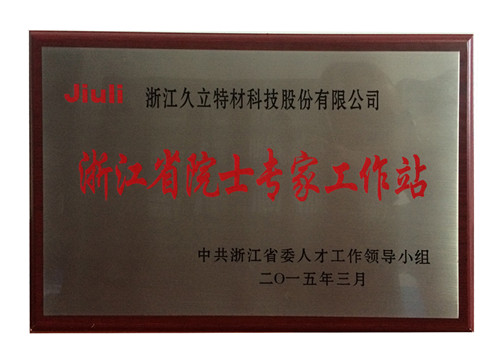 Jiuli 浙江久立特材科技股份有限公司
浙江省院士专家工作站
中共浙江省委人才工作领导小组
二〇一五年三月